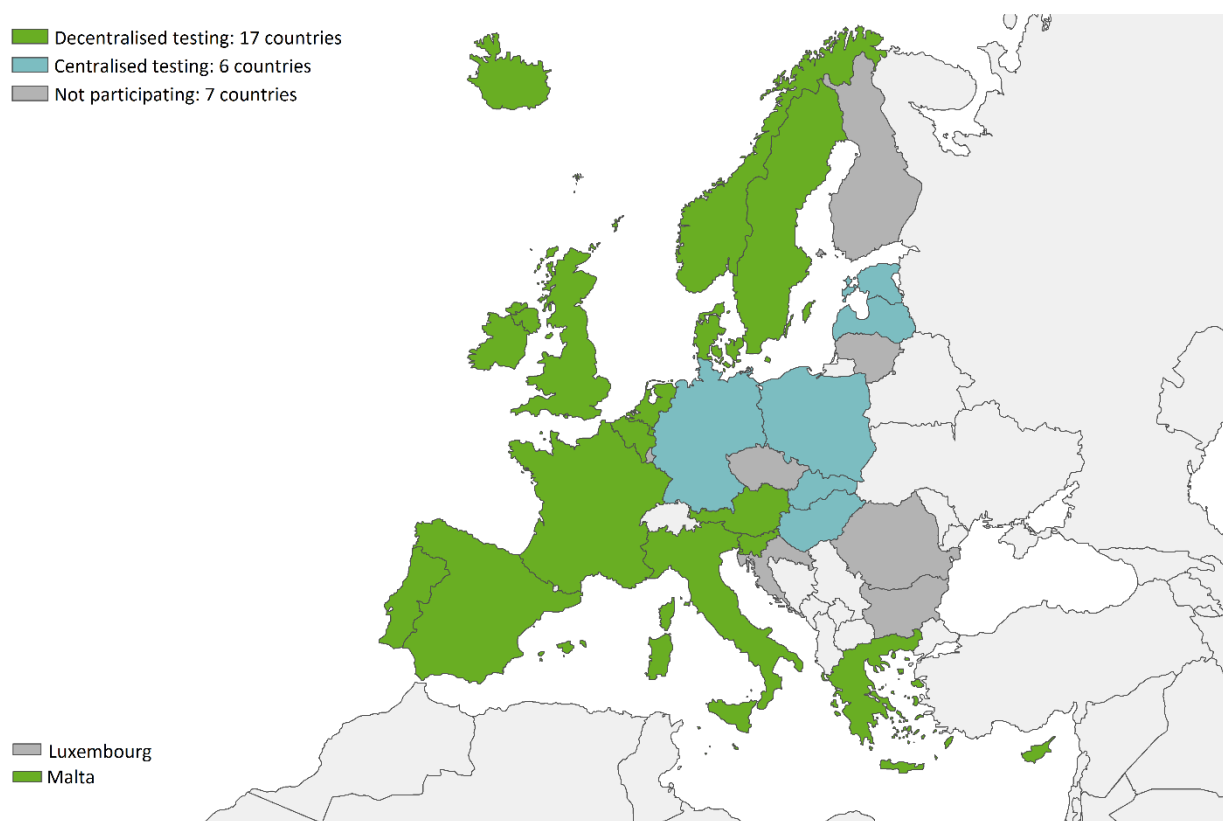 Decentralised testing: 17 countries
Centralised testing: 6 countries
Not participating: 7 countries
Luxembourg
Malta